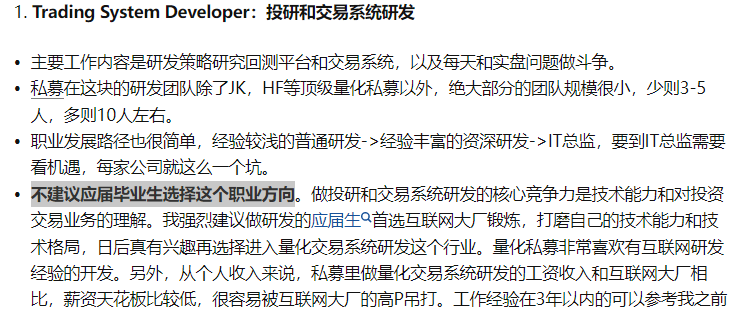 1. Trading System Developer：投研和交易系统研发
• 主要工作内容是研发策略研究回测平台和交易系统，以及每天和实盘问题做斗争。
• 私募在这块的研发团队除了JK，HF等顶级量化私募以外，绝大部分的团队规模很小，少则3-5
人，多则10人左右。
• 职业发展路径也很简单，经验较浅的普通研发->经验丰富的资深研发->IT总监，要到IT总监需要
看机遇，每家公司就这么一个坑。
• 不建议应届毕业生选择这个职业方向。做投研和交易系统研发的核心竞争力是技术能力和对投资
交易业务的理解。我强烈建议做研发的应届生首选互联网大厂锻炼，打磨自己的技术能力和技
术格局，日后真有兴趣再选择进入量化交易系统研发这个行业。量化私募非常喜欢有互联网研发
经验的开发。另外，从个人收入来说，私募里做量化交易系统研发的工资收入和互联网大厂相
比，薪资天花板比较低，很容易被互联网大厂的高P吊打。工作经验在3年以内的可以参考我之前